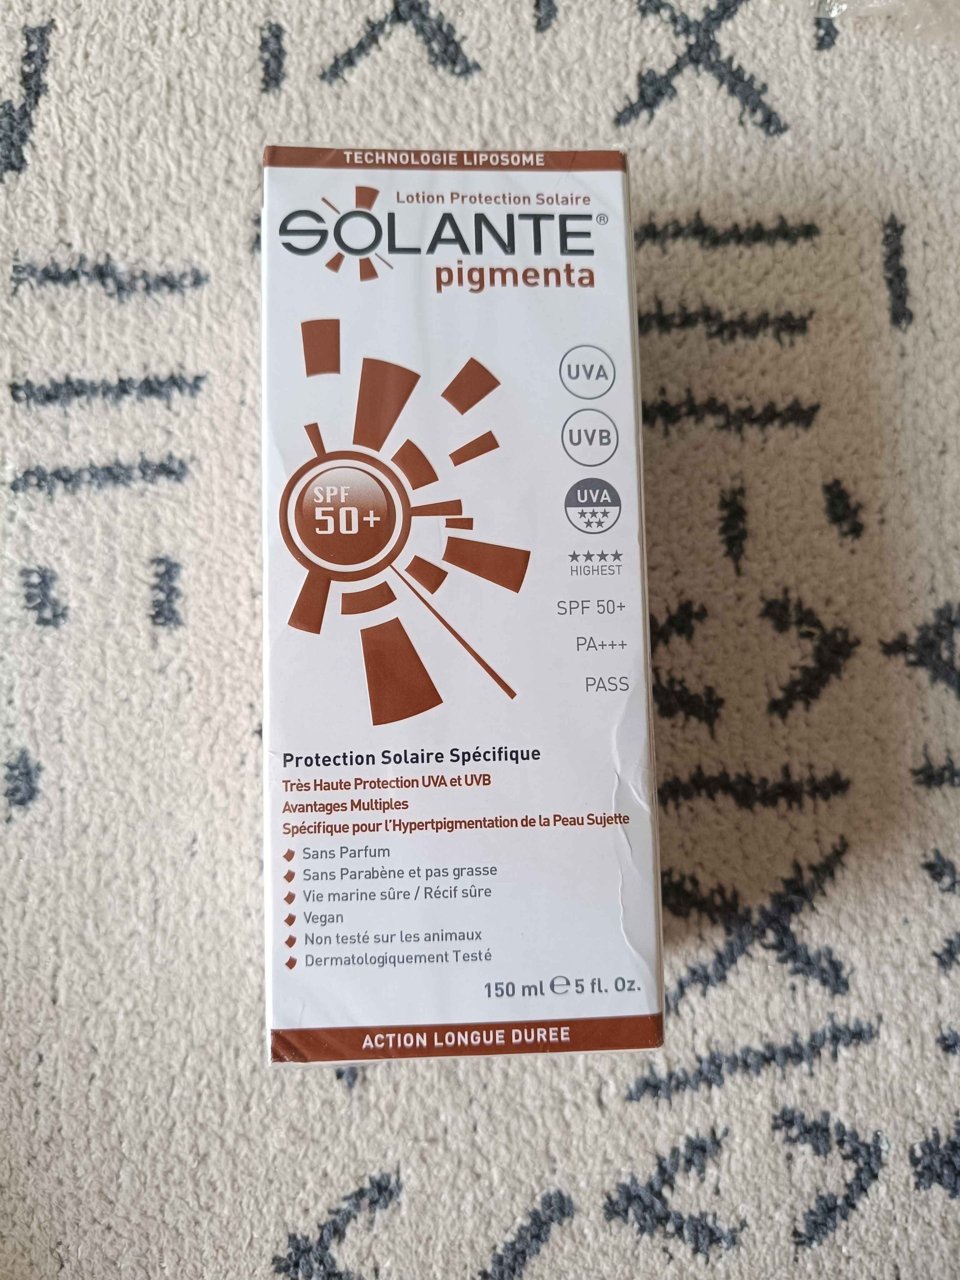 TECHNOLOGIE LIPOSOME
Lotion Protection Solaire
SOLANTE®
pigmenta
UVA
UVB
SPF
50+
UVA
★★★
★★
★★★★
HIGHEST
SPF 50+
PA+++
PASS
Protection Solaire Spécifique
Très Haute Protection UVA et UVB
Avantages Multiples
Spécifique pour l'Hypertpigmentation de la Peau Sujette
Sans Parfum
Sans Parabène et pas grasse
Vie marine sûre / Récif sûre
Vegan
Non testé sur les animaux
Dermatologiquement Testé
150 ml ℮ 5 fl. Oz.
ACTION LONGUE DUREE